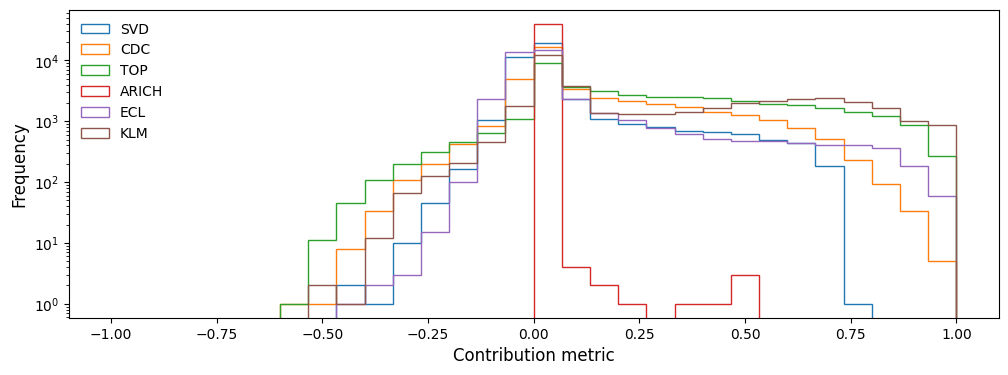 SVD
CDC
TOP
ARICH
ECL
KLM
Frequency
10⁴
10³
10²
10¹
10⁰
−1.00 −0.75 −0.50 −0.25 0.00 0.25 0.50 0.75 1.00
Contribution metric